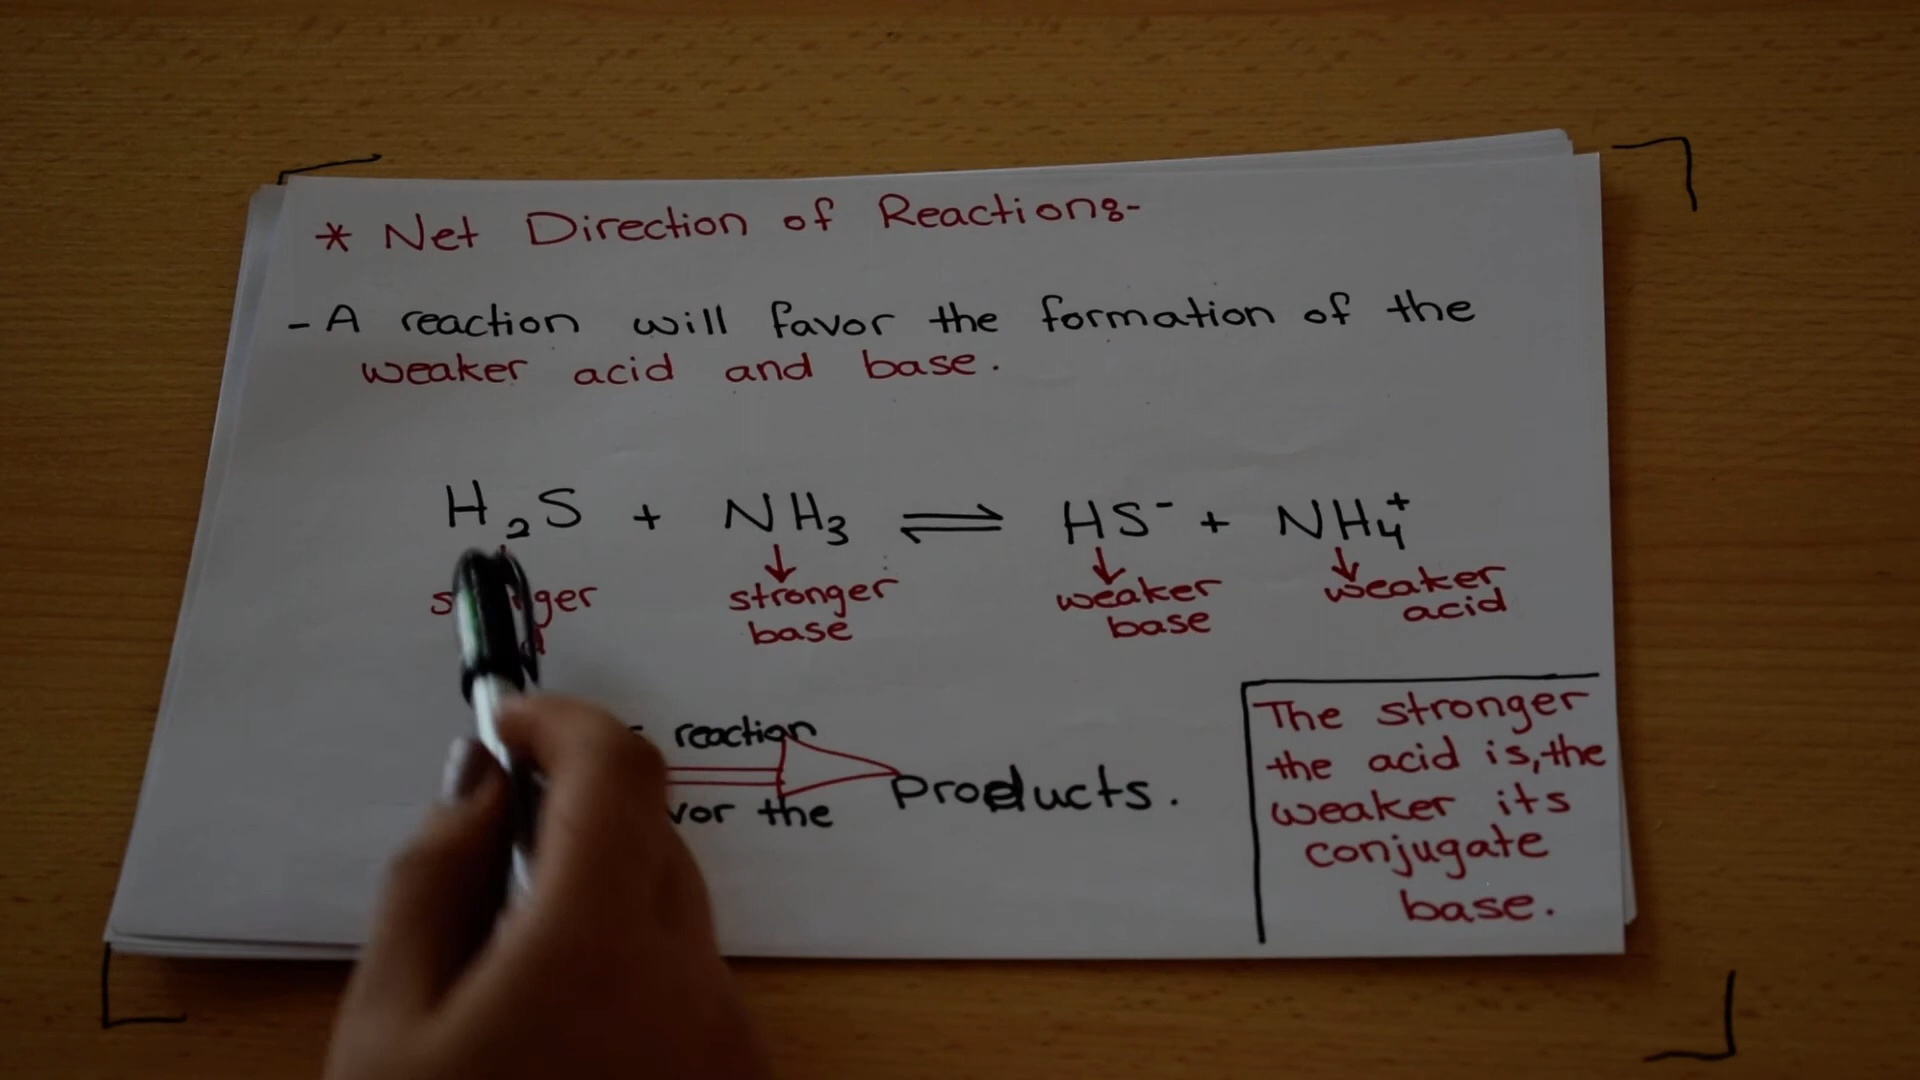 * Net Direction of Reactions-
- A reaction will favor the formation of the
weaker acid and base.
H₂S + NH₃ ⇌ HS⁻ + NH₄⁺
stronger base
weaker base
weaker acid
reaction
the
Products.
The stronger
the acid is, the
weaker its
conjugate
base.